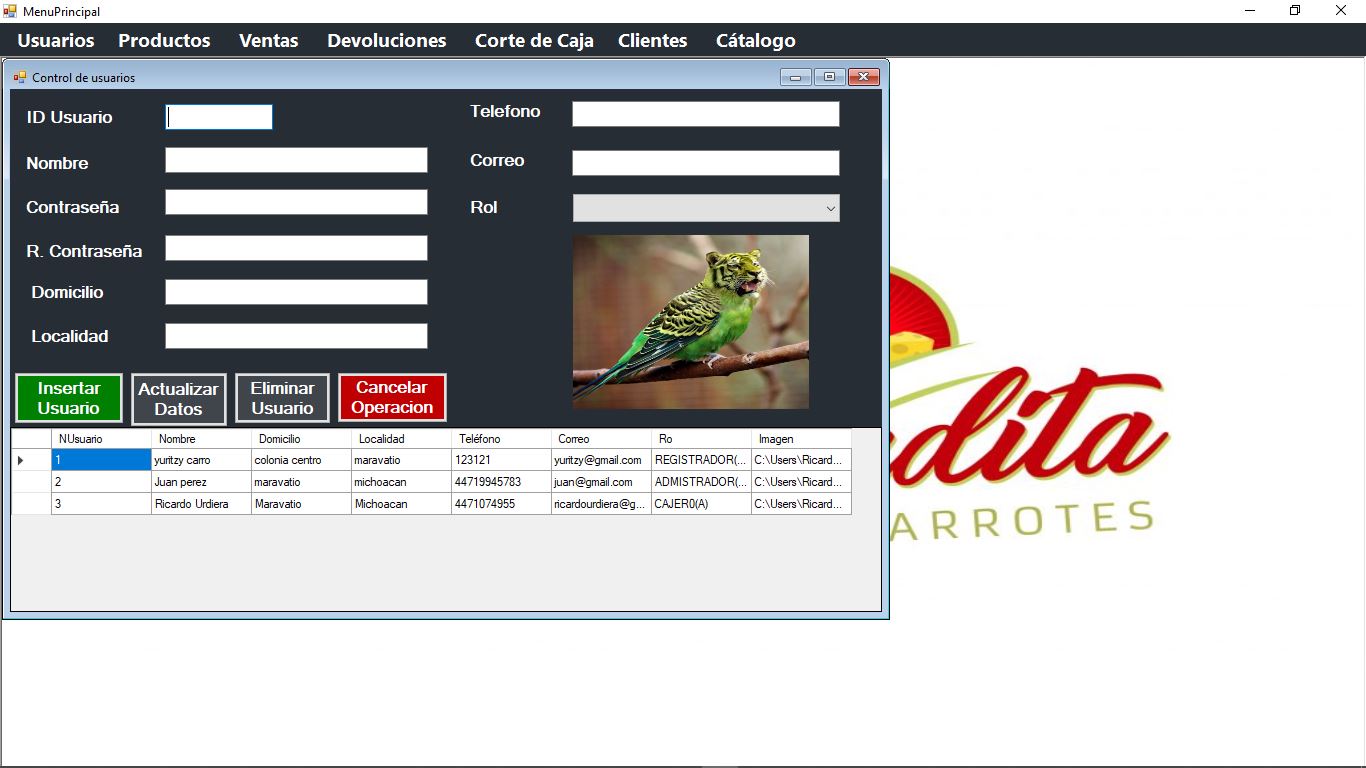 MenuPrincipal
Usuarios Productos Ventas Devoluciones Corte de Caja Clientes Cátalogo
Control de usuarios
ID Usuario
Nombre
Contraseña
R. Contraseña
Domicilio
Localidad
Telefono
Correo
Rol
Insertar
Usuario
Actualizar
Datos
Eliminar
Usuario
Cancelar
Operacion
NUsuario Nombre Domicilio Localidad Teléfono Correo Ro Imagen
1 yuritzy carro colonia centro maravatio 123121 yuritzy@gmail.com REGISTRADOR(... C:\Users\Ricard...
2 Juan perez maravatio michoacan 44719945783 juan@gmail.com ADMISTRADOR(... C:\Users\Ricard...
3 Ricardo Urdiera Maravatio Michoacan 4471074955 ricardourdiera@g... CAJER0(A) C:\Users\Ricard...
dita
ARROTES